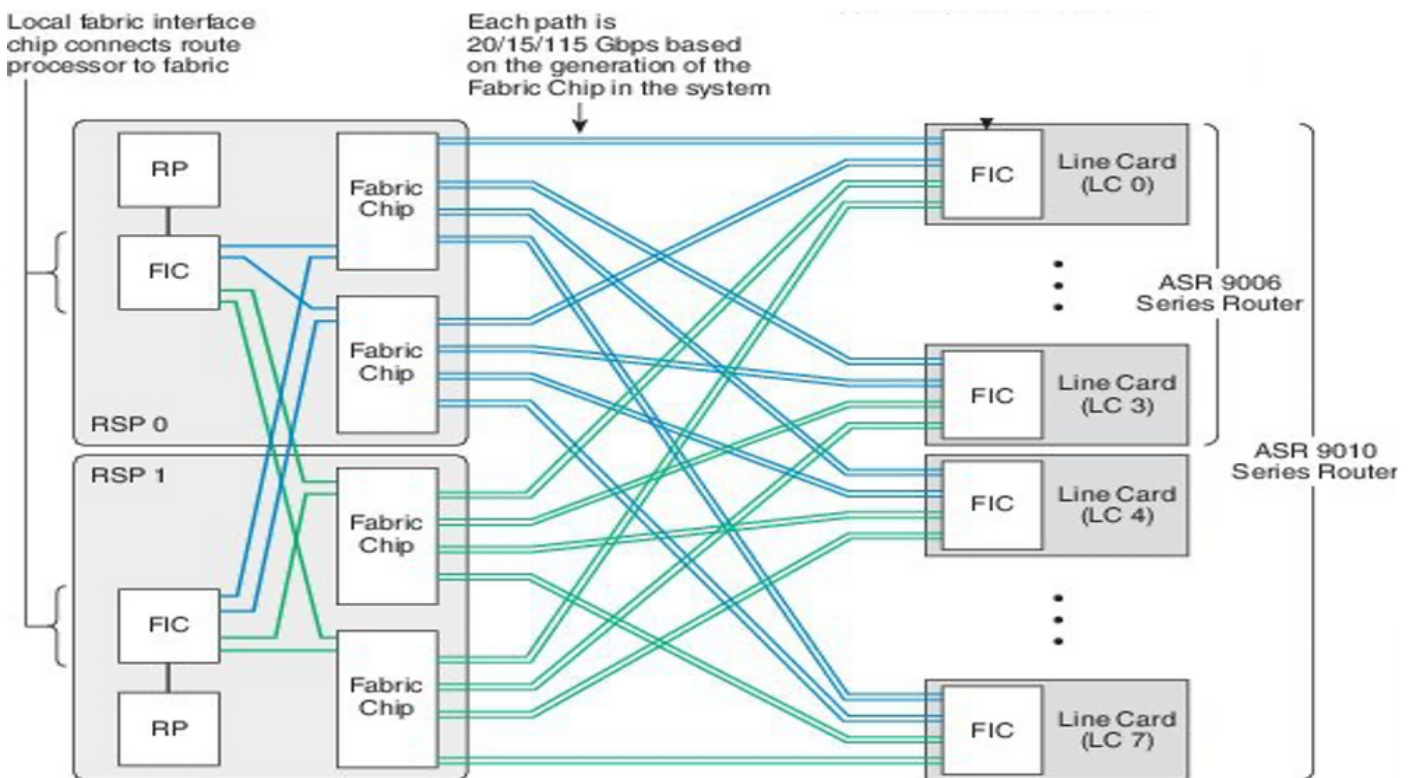 Local fabric interface
chip connects route
processor to fabric
Each path is
20/15/115 Gbps based
on the generation of the
Fabric Chip in the system
RP
FIC
Fabric
Chip
Fabric
Chip
RSP 0
RSP 1
Fabric
Chip
FIC
RP
Fabric
Chip
FIC
Line Card
(LC 0)
ASR 9006
Series Router
FIC
Line Card
(LC 3)
ASR 9010
Series Router
FIC
Line Card
(LC 4)
FIC
Line Card
(LC 7)